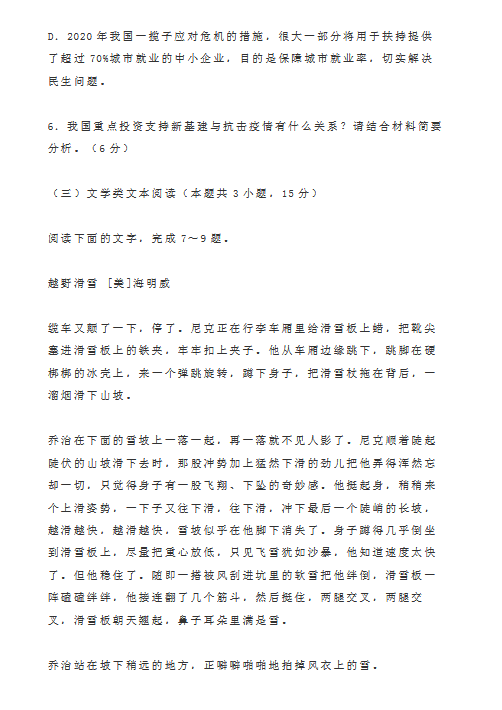 D. 2020年我国一揽子应对危机的措施，很大一部分将用于扶持提供
了超过70%城市就业的中小企业，目的是保障城市就业率，切实解决
民生问题。
6. 我国重点投资支持新基建与抗击疫情有什么关系？请结合材料简要
分析。（6分）
（三）文学类文本阅读（本题共3小题，15分）
阅读下面的文字，完成7～9题。
越野滑雪 [美]海明威
缆车又颠了一下，停了。尼克正在行李车厢里给滑雪板上蜡，把靴尖
塞进滑雪板上的铁夹，牢牢扣上夹子。他从车厢边缘跳下，跳脚在硬
梆梆的冰壳上，来一个弹跳旋转，蹲下身子，把滑雪杖拖在背后，一
溜烟滑下山坡。
乔治在下面的雪坡上一落一起，再一落就不见人影了。尼克顺着陡起
陡伏的山坡滑下去时，那股冲势加上猛然下滑的劲儿把他弄得浑然忘
却一切，只觉得身子有一股飞翔、下坠的奇妙感。他挺起身，稍稍来
个上滑姿势，一下子又往下滑，往下滑，冲下最后一个陡峭的长坡，
越滑越快，越滑越快，雪坡似乎在他脚下消失了。身子蹲得几乎倒坐
到滑雪板上，尽量把重心放低，只见飞雪犹如沙暴，他知道速度太快
了。但他稳住了。随即一搭被风刮进坑里的软雪把他绊倒，滑雪板一
阵磕磕绊绊，他接连翻了几个筋斗，然后挺住，两腿交叉，两腿交
叉，滑雪板朝天翘起，鼻子耳朵里满是雪。
乔治站在坡下稍远的地方，正噼噼啪啪地拍掉风衣上的雪。